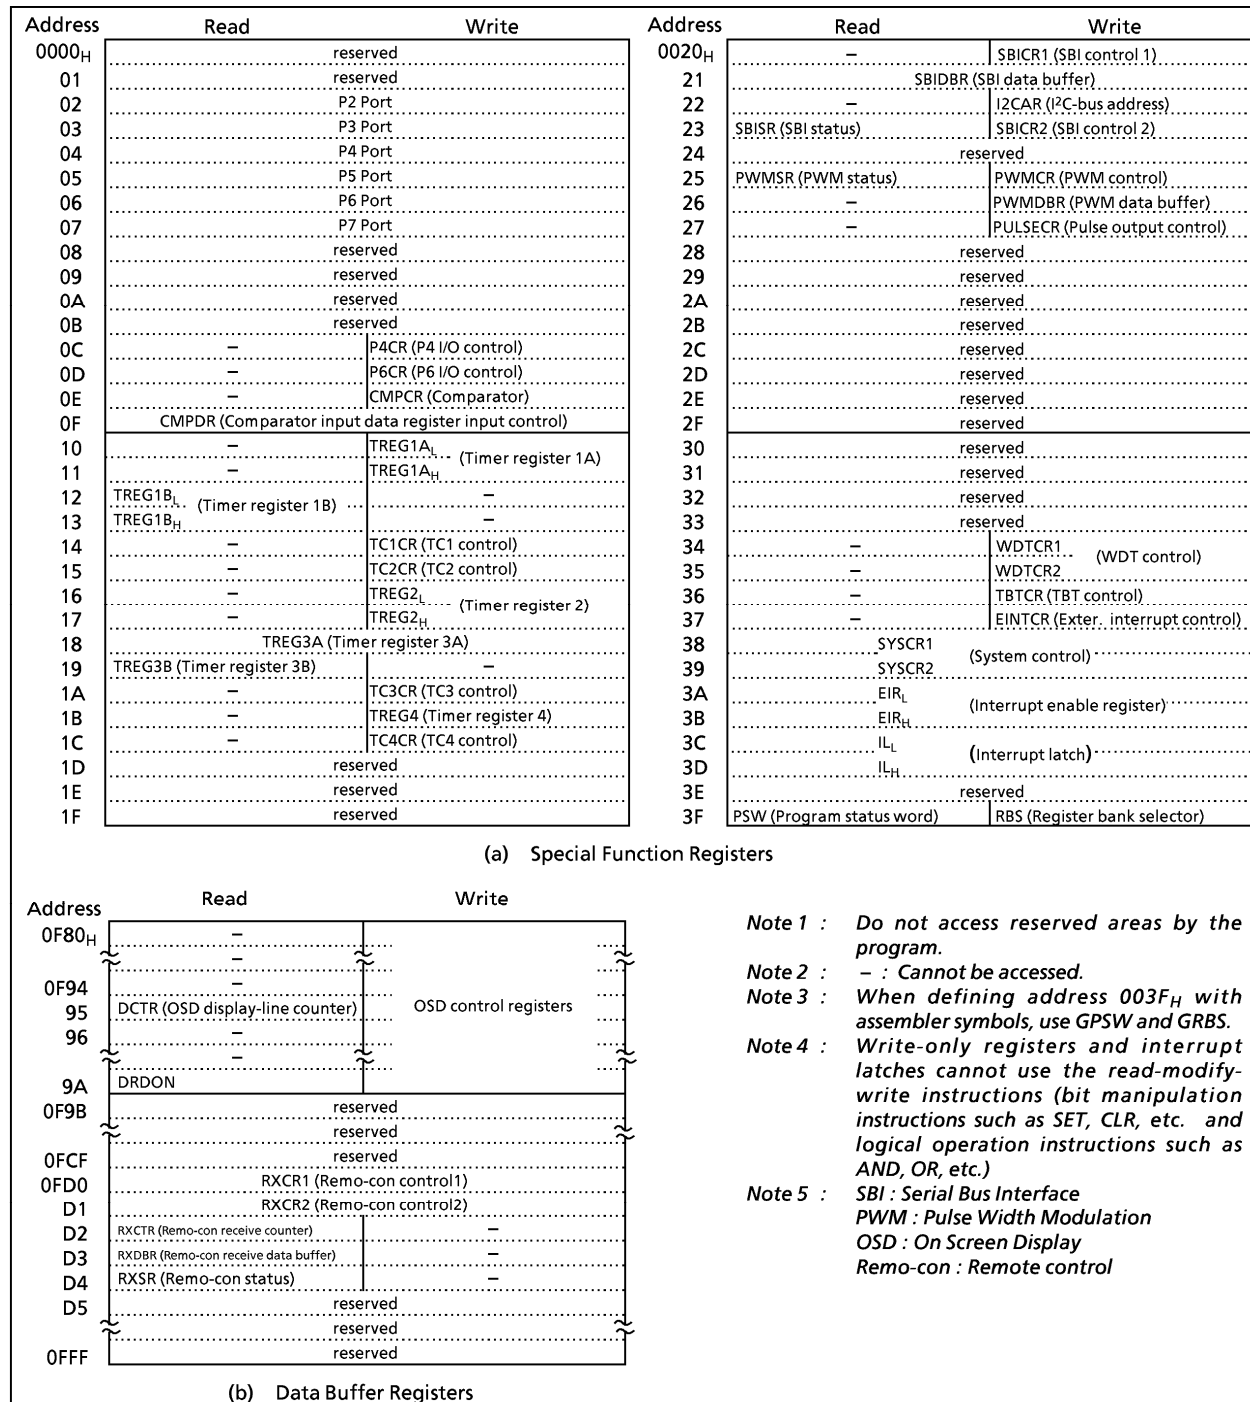 Address Read Write
0000H reserved
01 reserved
02 P2 Port
03 P3 Port
04 P4 Port
05 P5 Port
06 P6 Port
07 P7 Port
08 reserved
09 reserved
0A reserved
0B reserved
0C – P4CR (P4 I/O control)
0D – P6CR (P6 I/O control)
0E – CMPCR (Comparator)
0F CMPDR (Comparator input data register input control)
10 – TREG1AL
(Timer register 1A)
11 – TREG1AH
12 TREG1BL –
(Timer register 1B)
13 TREG1BH –
14 – TC1CR (TC1 control)
15 – TC2CR (TC2 control)
16 – TREG2L
(Timer register 2)
17 – TREG2H
18 TREG3A (Timer register 3A)
19 TREG3B (Timer register 3B) –
1A – TC3CR (TC3 control)
1B – TREG4 (Timer register 4)
1C – TC4CR (TC4 control)
1D reserved
1E reserved
1F reserved
Address Read Write
0020H – SBICR1 (SBI control 1)
21 SBIDBR (SBI data buffer)
22 – I2CAR (I²C-bus address)
23 SBISR (SBI status) SBICR2 (SBI control 2)
24 reserved
25 PWMSR (PWM status) PWMCR (PWM control)
26 – PWMDBR (PWM data buffer)
27 – PULSECR (Pulse output control)
28 reserved
29 reserved
2A reserved
2B reserved
2C reserved
2D reserved
2E reserved
2F reserved
30 reserved
31 reserved
32 reserved
33 reserved
34 – WDTCR1
(WDT control)
35 – WDTCR2
36 – TBTCR (TBT control)
37 – EINTCR (Exter. interrupt control)
38 SYSCR1
(System control)
39 SYSCR2
3A EIRL
(Interrupt enable register)
3B EIRH
3C ILL
(Interrupt latch)
3D ILH
3E reserved
3F PSW (Program status word) RBS (Register bank selector)
(a) Special Function Registers
Address Read Write
0F80H –
–
0F94 –
95 DCTR (OSD display-line counter) OSD control registers
96 –
–
9A DRDON
0F9B reserved
reserved
0FCF reserved
0FD0 RXCR1 (Remo-con control1)
D1 RXCR2 (Remo-con control2)
D2 RXCTR (Remo-con receive counter) –
D3 RXDBR (Remo-con receive data buffer) –
D4 RXSR (Remo-con status) –
D5 reserved
reserved
0FFF reserved
(b) Data Buffer Registers
Note 1 : Do not access reserved areas by the
program.
Note 2 : – : Cannot be accessed.
Note 3 : When defining address 003FH with
assembler symbols, use GPSW and GRBS.
Note 4 : Write-only registers and interrupt
latches cannot use the read-modify-
write instructions (bit manipulation
instructions such as SET, CLR, etc. and
logical operation instructions such as
AND, OR, etc.)
Note 5 : SBI : Serial Bus Interface
PWM : Pulse Width Modulation
OSD : On Screen Display
Remo-con : Remote control